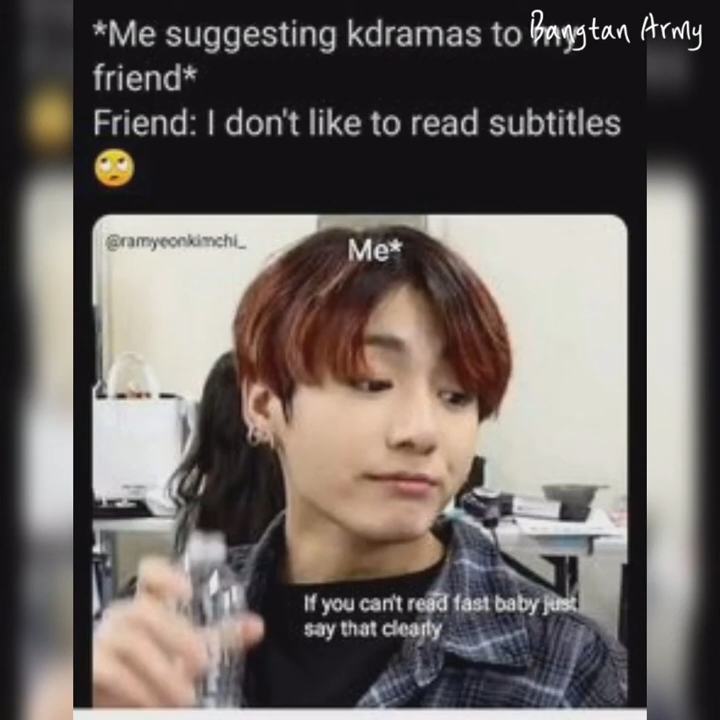 *Me suggesting kdramas to my
Bangtan Army
friend*
Friend: I don't like to read subtitles
🙄
@ramyeonkimchi_
Me*
If you can't read fast baby just
say that clearly